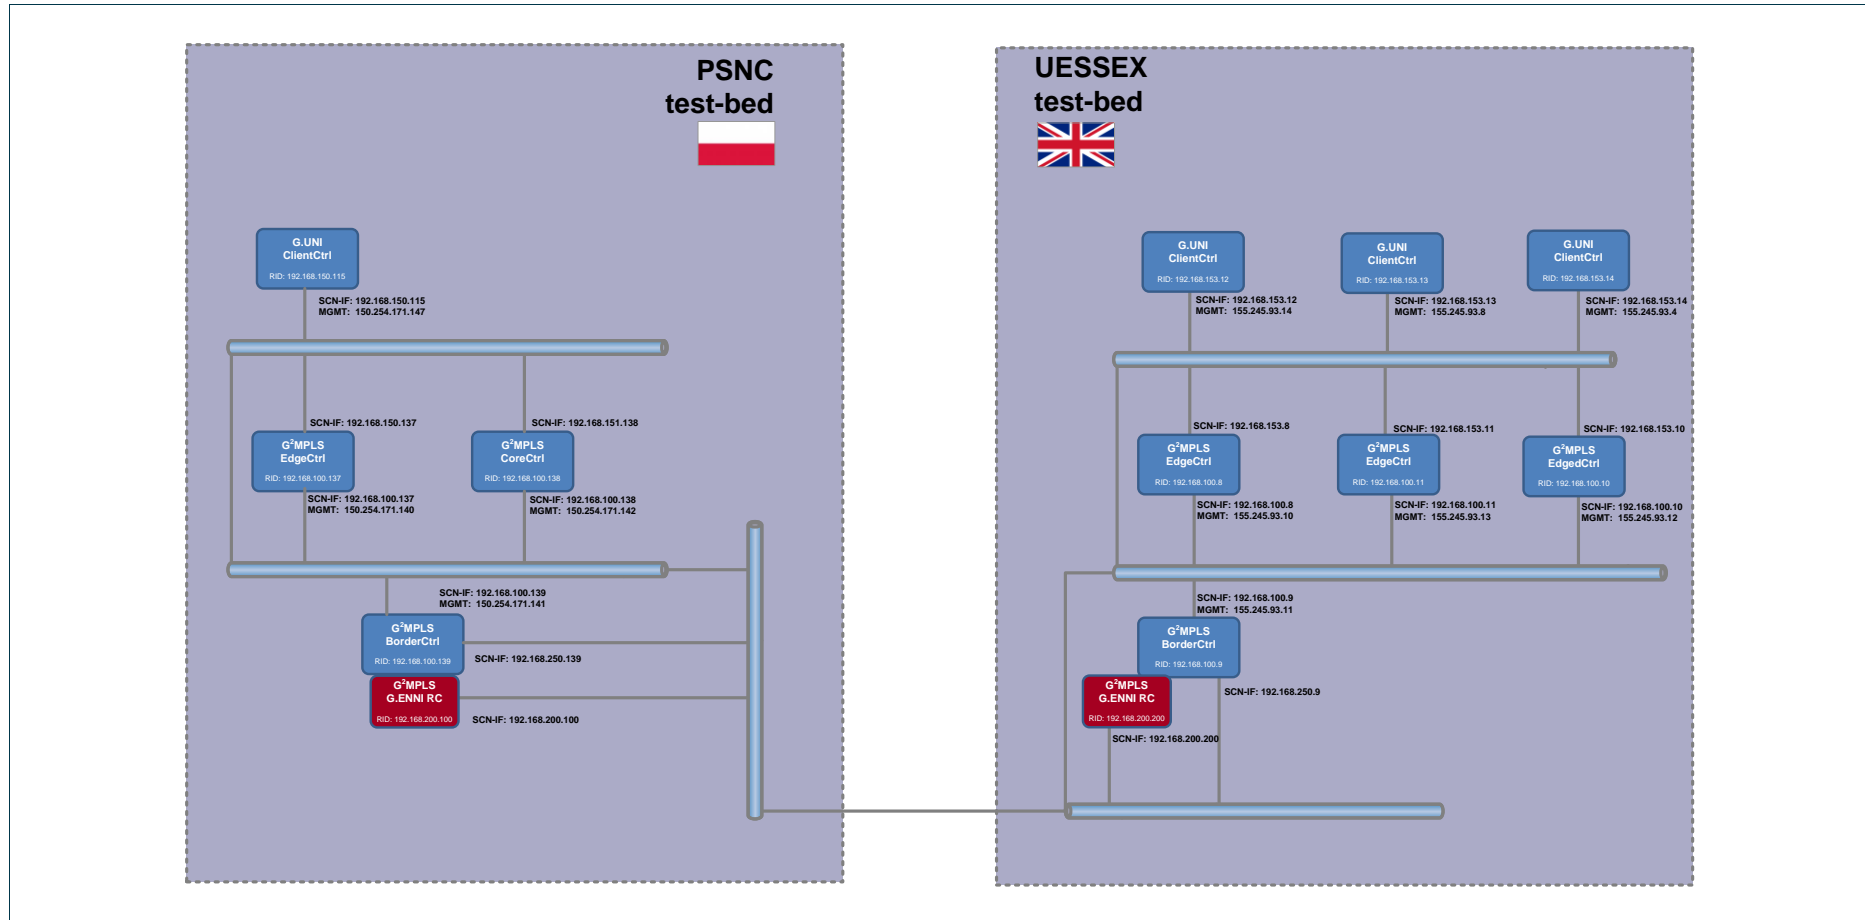 PSNC
test-bed
G.UNI
ClientCtrl
RID: 192.168.150.115
SCN-IF: 192.168.150.115
MGMT: 150.254.171.147
SCN-IF: 192.168.150.137
G²MPLS
EdgeCtrl
RID: 192.168.100.137
SCN-IF: 192.168.100.137
MGMT: 150.254.171.140
SCN-IF: 192.168.151.138
G²MPLS
CoreCtrl
RID: 192.168.100.138
SCN-IF: 192.168.100.138
MGMT: 150.254.171.142
SCN-IF: 192.168.100.139
MGMT: 150.254.171.141
G²MPLS
BorderCtrl
RID: 192.168.100.139
SCN-IF: 192.168.250.139
G²MPLS
G.ENNI RC
RID: 192.168.200.100
SCN-IF: 192.168.200.100
UESSEX
test-bed
G.UNI
ClientCtrl
RID: 192.168.153.12
SCN-IF: 192.168.153.12
MGMT: 155.245.93.14
G.UNI
ClientCtrl
RID: 192.168.153.13
SCN-IF: 192.168.153.13
MGMT: 155.245.93.8
G.UNI
ClientCtrl
RID: 192.168.153.14
SCN-IF: 192.168.153.14
MGMT: 155.245.93.4
SCN-IF: 192.168.153.8
G²MPLS
EdgeCtrl
RID: 192.168.100.8
SCN-IF: 192.168.100.8
MGMT: 155.245.93.10
SCN-IF: 192.168.153.11
G²MPLS
EdgeCtrl
RID: 192.168.100.11
SCN-IF: 192.168.100.11
MGMT: 155.245.93.13
SCN-IF: 192.168.153.10
G²MPLS
EdgedCtrl
RID: 192.168.100.10
SCN-IF: 192.168.100.10
MGMT: 155.245.93.12
SCN-IF: 192.168.100.9
MGMT: 155.245.93.11
G²MPLS
BorderCtrl
RID: 192.168.100.9
SCN-IF: 192.168.250.9
G²MPLS
G.ENNI RC
RID: 192.168.200.200
SCN-IF: 192.168.200.200